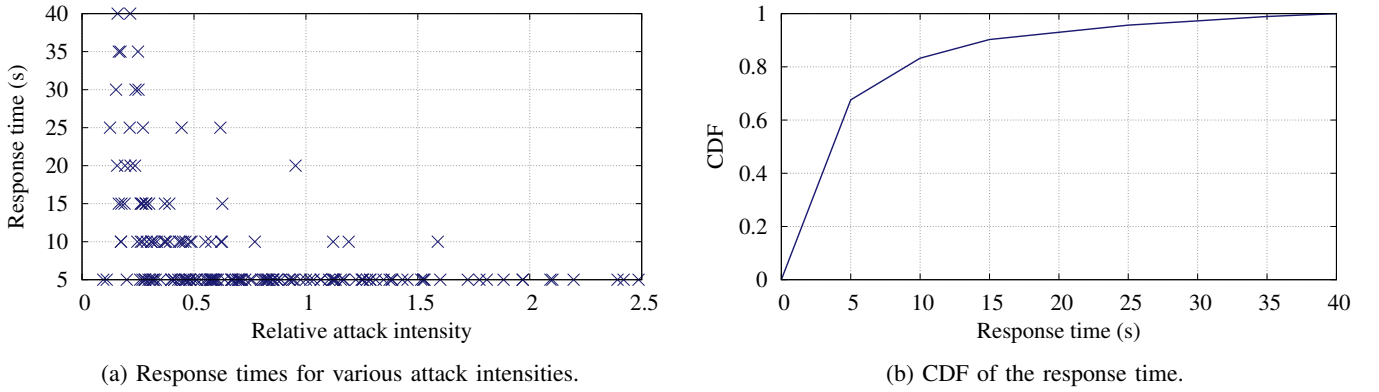 40
35
30
25
20
15
10
5
Response time (s)
0 0.5 1 1.5 2 2.5
Relative attack intensity
(a) Response times for various attack intensities.
1
0.8
0.6
0.4
0.2
0
CDF
0 5 10 15 20 25 30 35 40
Response time (s)
(b) CDF of the response time.